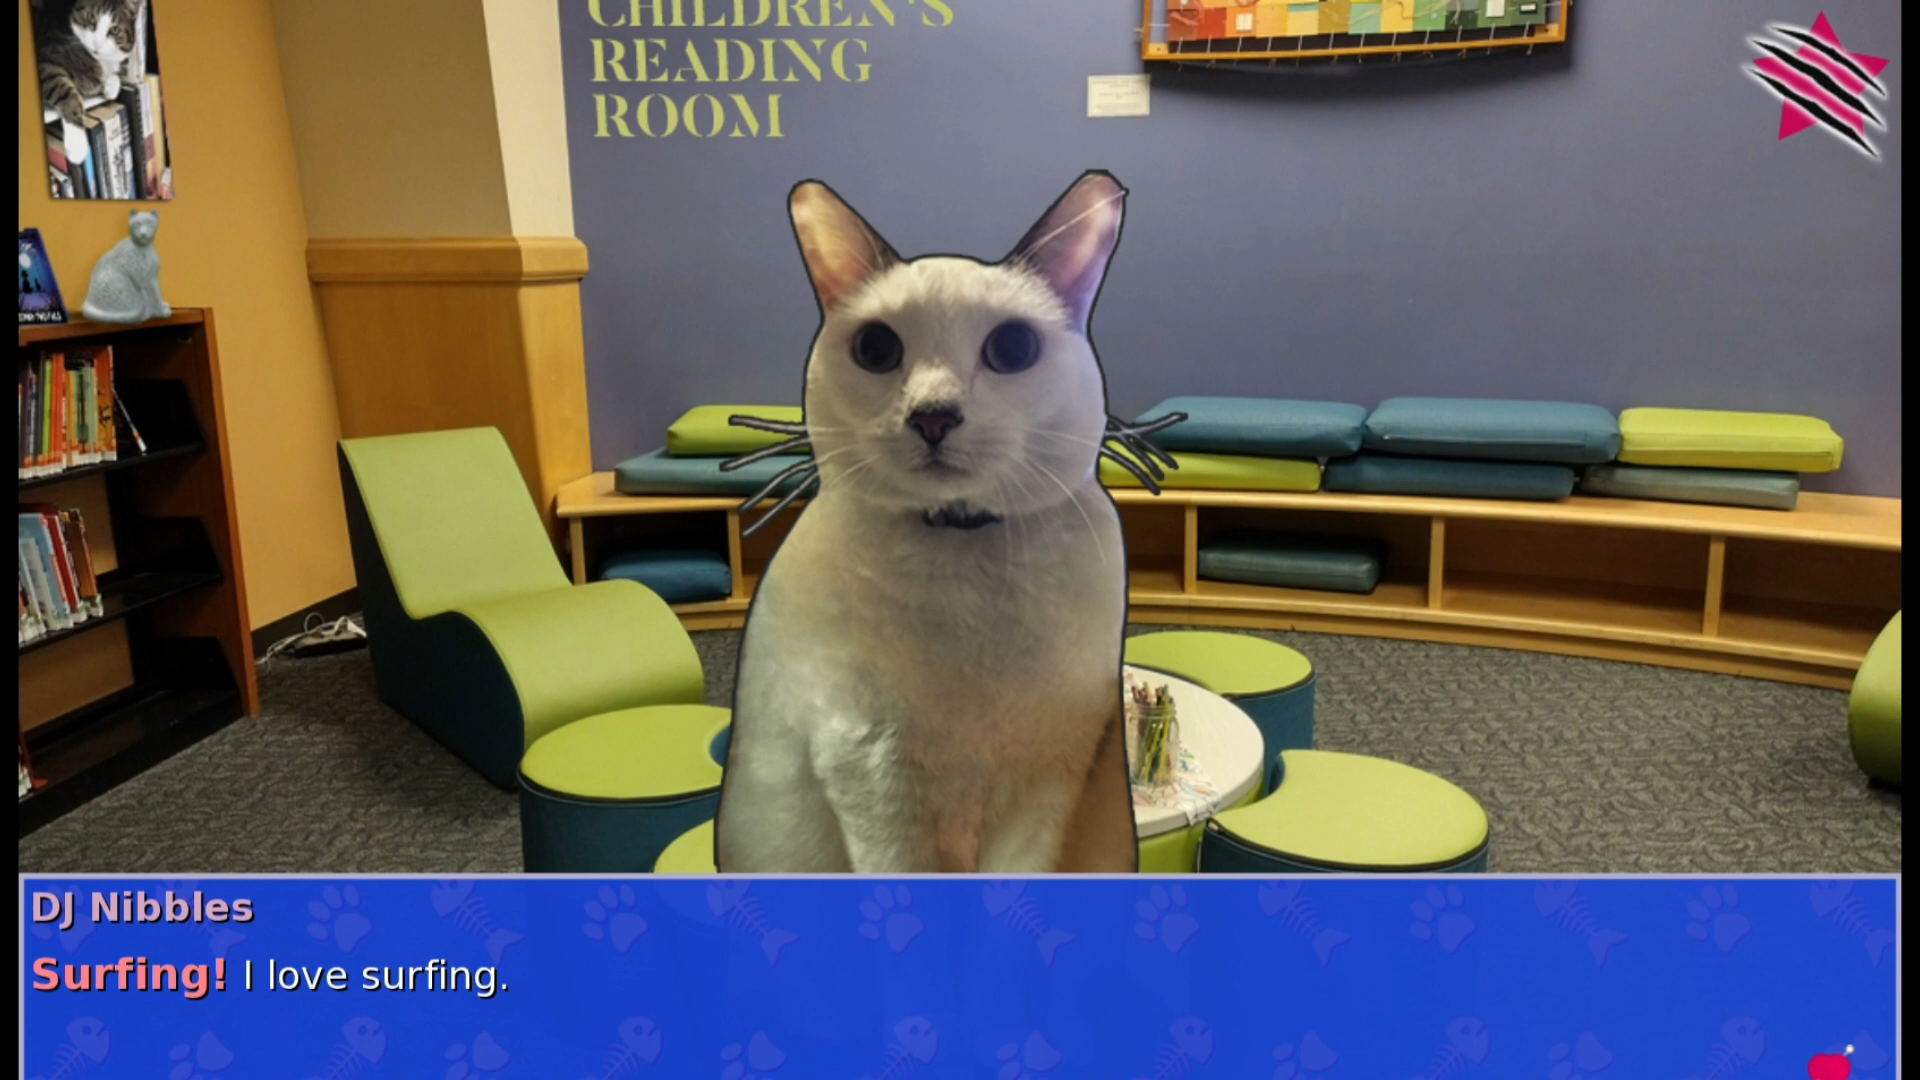 CHILDREN'S
READING
ROOM
DJ Nibbles
Surfing! I love surfing.